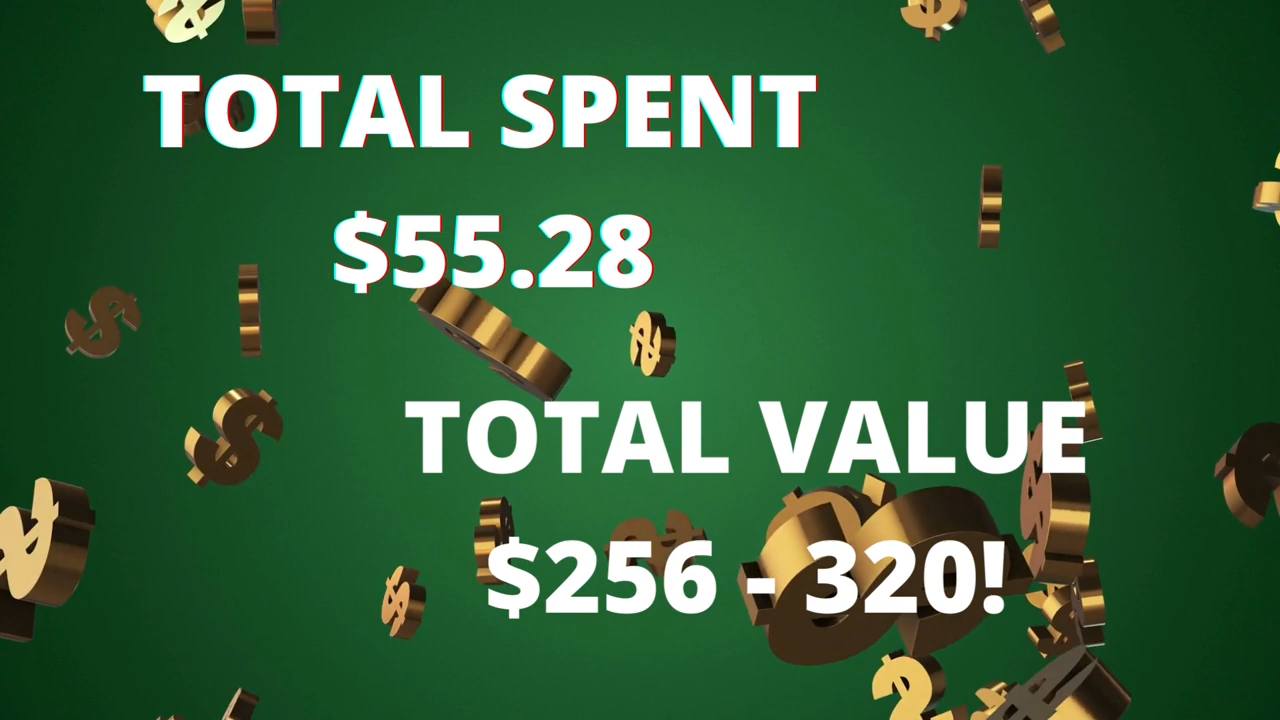 TOTAL SPENT
$55.28
TOTAL VALUE
$256 - 320!